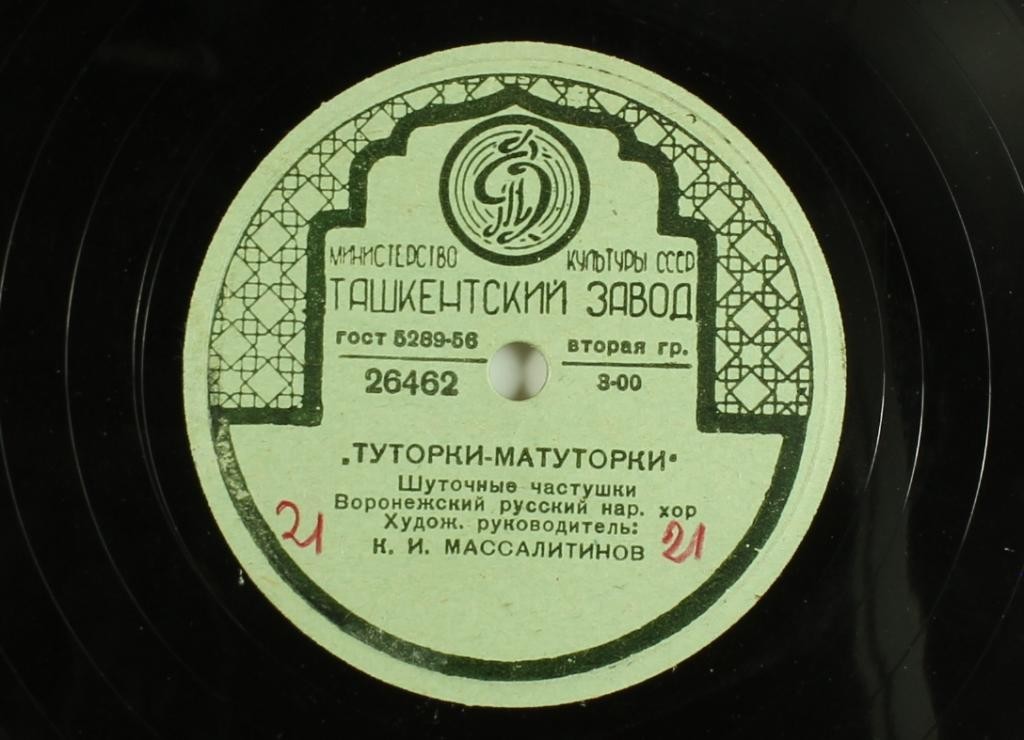 МИНИСТЕРСТВО КУЛЬТУРЫ СССР
ТАШКЕНТСКИЙ ЗАВОД
ГОСТ 5289-56 вторая гр.
26462 3-00
„ТУТОРКИ-МАТУТОРКИ“
Шуточные частушки
Воронежский русский нар. хор
Худож. руководитель:
К. И. МАССАЛИТИНОВ
21 21